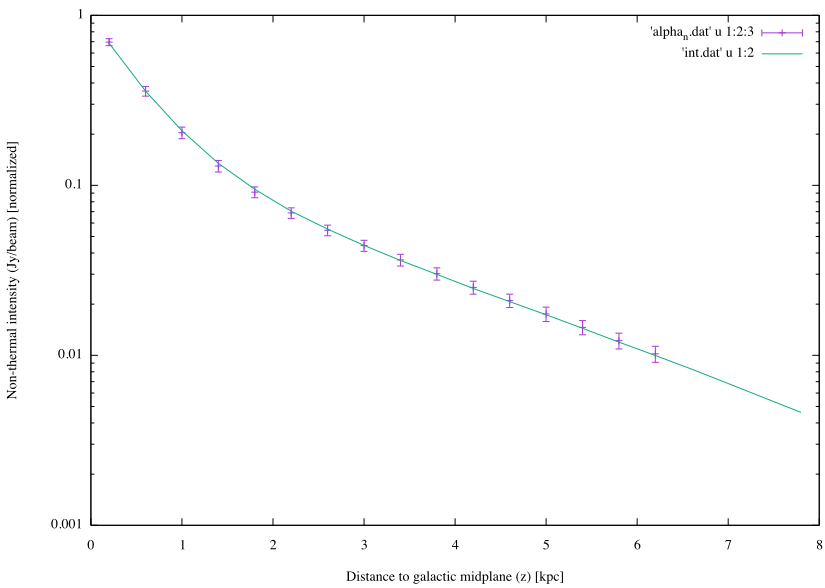 1
'alphan.dat' u 1:2:3
'int.dat' u 1:2
0.1
Non-thermal intensity (Jy/beam) [normalized]
0.01
0.001
0 1 2 3 4 5 6 7 8
Distance to galactic midplane (z) [kpc]